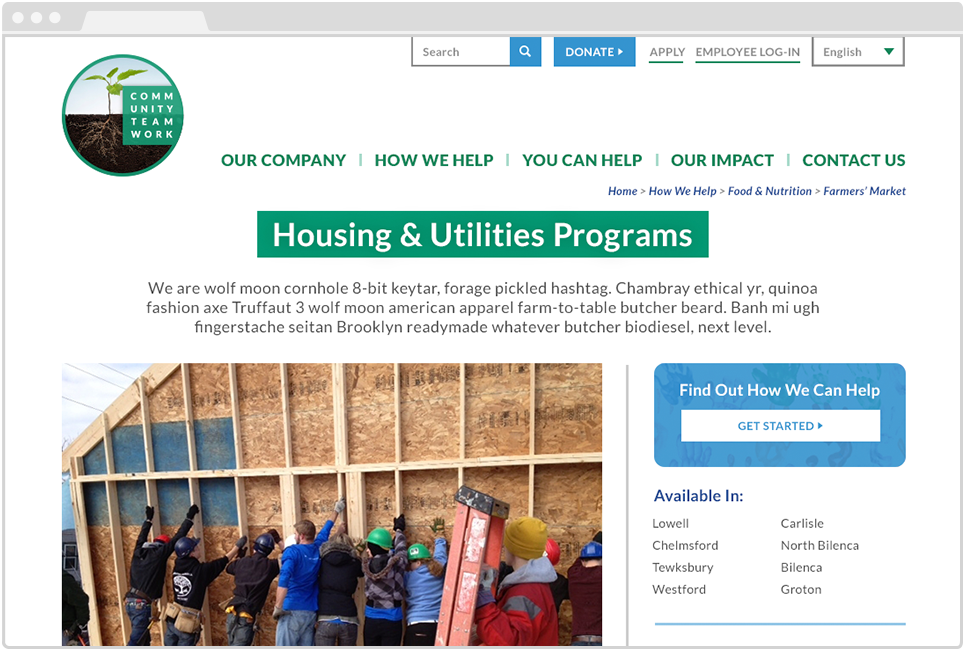 Search
DONATE
APPLY
EMPLOYEE LOG-IN
English
COMM
UNITY
TEAM
WORK
OUR COMPANY | HOW WE HELP | YOU CAN HELP | OUR IMPACT | CONTACT US
Home > How We Help > Food & Nutrition > Farmers' Market
Housing & Utilities Programs
We are wolf moon cornhole 8-bit keytar, forage pickled hashtag. Chambray ethical yr, quinoa
fashion axe Truffaut 3 wolf moon american apparel farm-to-table butcher beard. Banh mi ugh
fingerstache seitan Brooklyn readymade whatever butcher biodiesel, next level.
Find Out How We Can Help
GET STARTED
Available In:
Lowell
Chelmsford
Tewksbury
Westford
Carlisle
North Bilenca
Bilenca
Groton